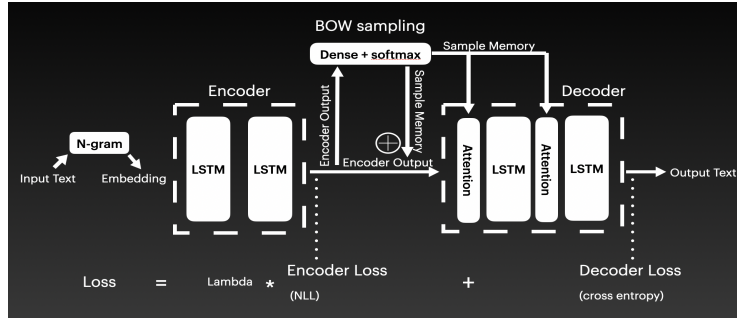 BOW sampling
Dense + softmax
Sample Memory
Encoder
Encoder Output
Sample Memory
Decoder
N-gram
Input Text
Embedding
LSTM
LSTM
Encoder Output
Attention
LSTM
Attention
LSTM
Output Text
Loss = Lambda * Encoder Loss + Decoder Loss
(NLL)
(cross entropy)